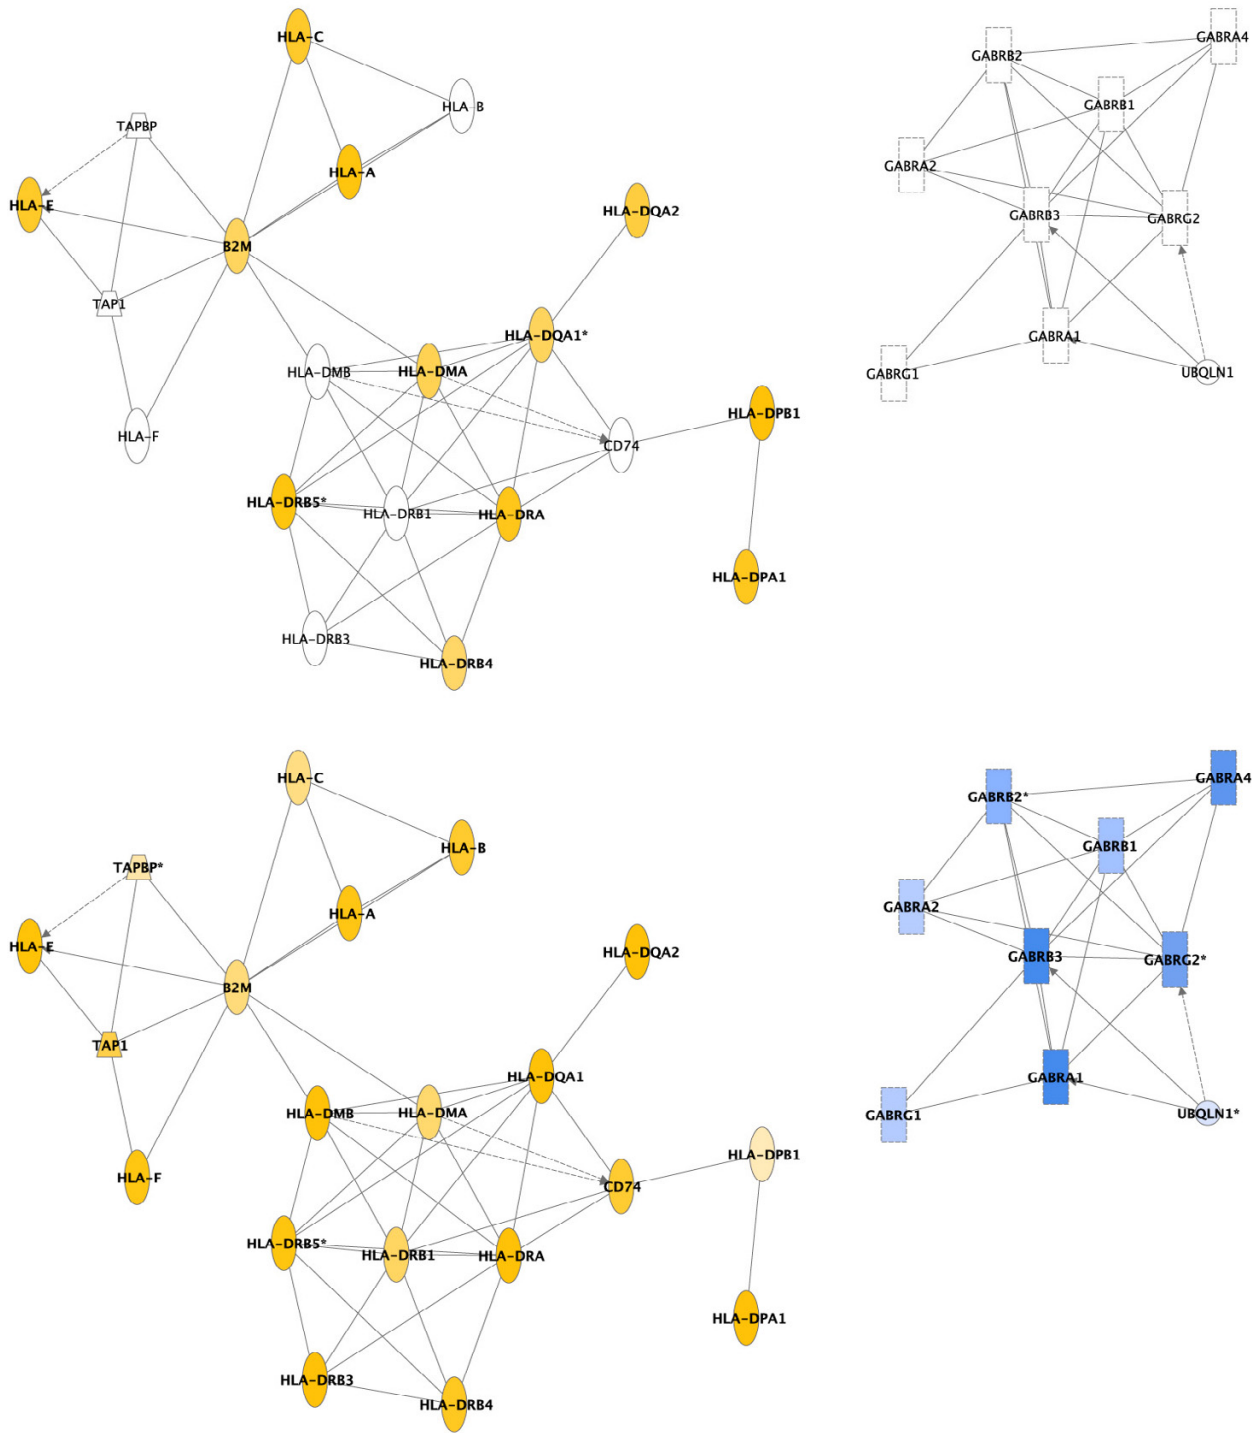 HLA-C
HLA-B
TAPBP
HLA-A
HLA-E
HLA-DQA2
B2M
TAP1
HLA-DQA1*
HLA-DMB
HLA-DMA
HLA-DPB1
HLA-F
CD74
HLA-DRB5*
HLA-DRB1
HLA-DRA
HLA-DPA1
HLA-DRB3
HLA-DRB4
GABRA4
GABRB2
GABRB1
GABRA2
GABRB3
GABRG2
GABRA1
GABRG1
UBQLN1
HLA-C
HLA-B
TAPBP*
HLA-A
HLA-E
HLA-DQA2
B2M
TAP1
HLA-DQA1
HLA-DMB
HLA-DMA
HLA-DPB1
HLA-F
CD74
HLA-DRB5*
HLA-DRB1
HLA-DRA
HLA-DPA1
HLA-DRB3
HLA-DRB4
GABRA4
GABRB2*
GABRB1
GABRA2
GABRB3
GABRG2*
GABRA1
GABRG1
UBQLN1*